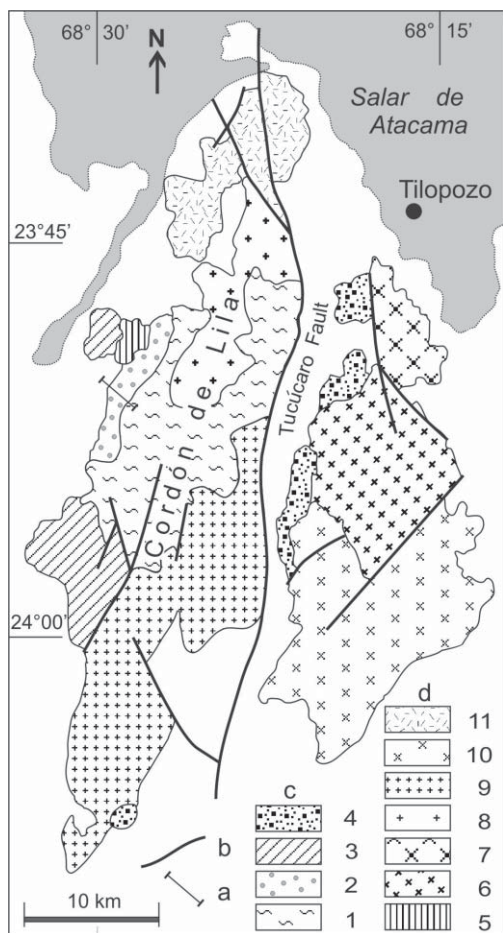 68° 30'
68° 15'
N
Salar de
Atacama
Tilopozo
23°45'
Cordón de Lila
Tucúcaro Fault
24°00'
d
11
10
c
9
4
8
b
3
7
a
2
6
10 km
1
5